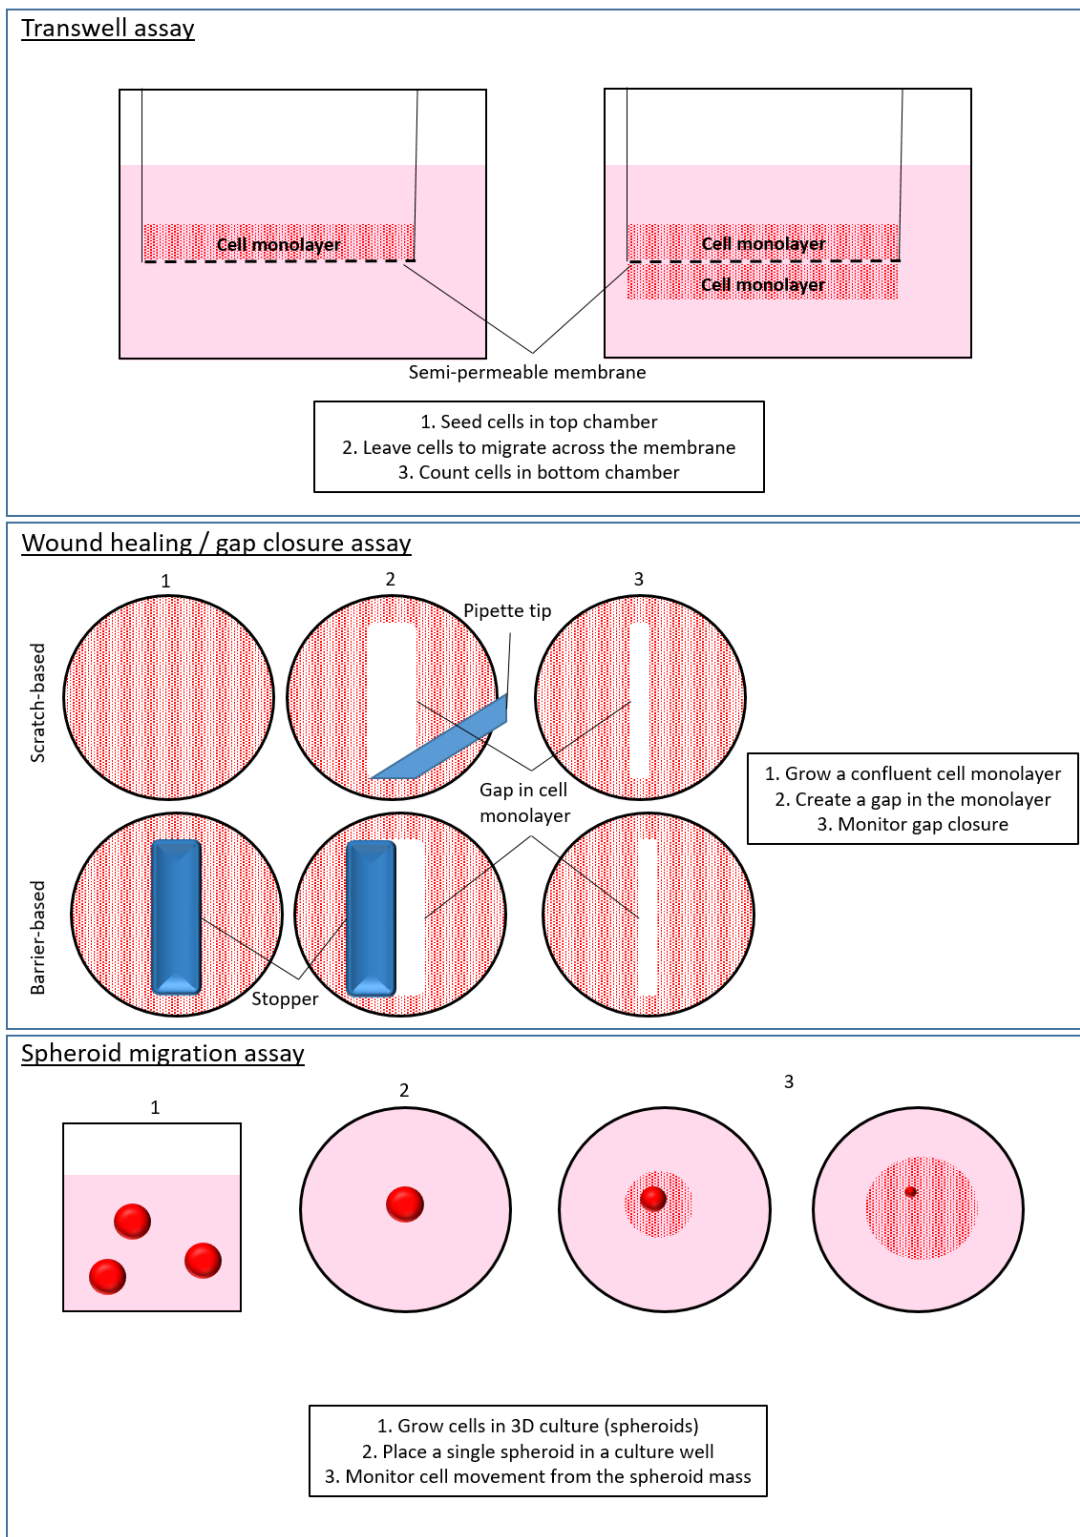 Transwell assay
Cell monolayer
Cell monolayer
Cell monolayer
Semi-permeable membrane
1. Seed cells in top chamber
2. Leave cells to migrate across the membrane
3. Count cells in bottom chamber
Wound healing / gap closure assay
1
2
3
Pipette tip
Scratch-based
Gap in cell
monolayer
1. Grow a confluent cell monolayer
2. Create a gap in the monolayer
3. Monitor gap closure
Barrier-based
Stopper
Spheroid migration assay
1
2
3
1. Grow cells in 3D culture (spheroids)
2. Place a single spheroid in a culture well
3. Monitor cell movement from the spheroid mass